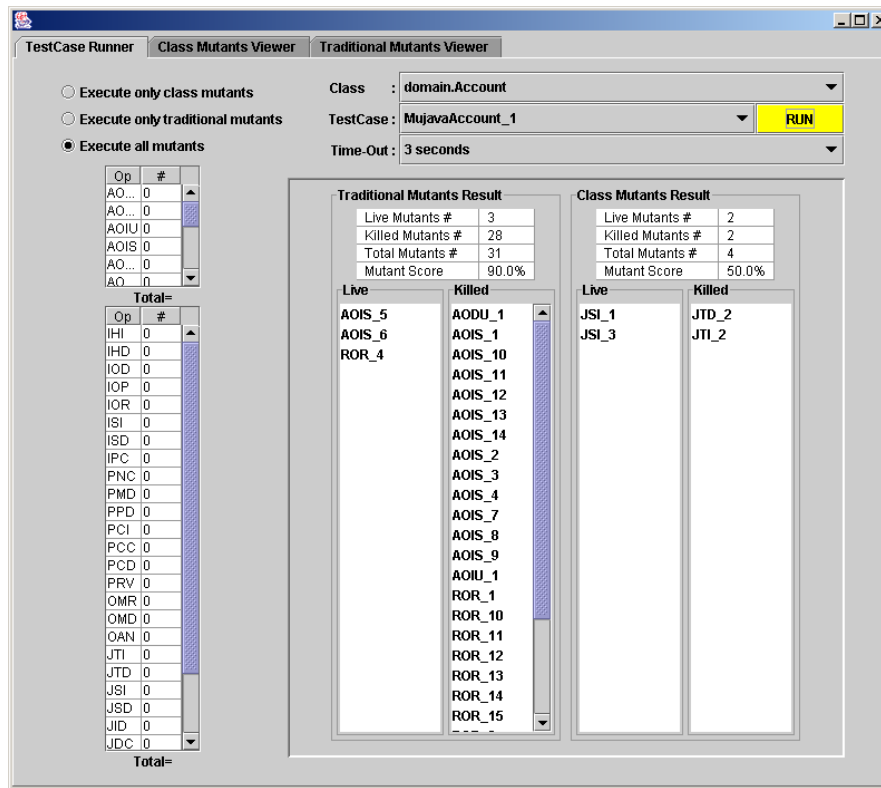 TestCase Runner Class Mutants Viewer Traditional Mutants Viewer
Execute only class mutants
Execute only traditional mutants
Execute all mutants
Class : domain.Account
TestCase : MujavaAccount_1 RUN
Time-Out : 3 seconds
Op #
AO... 0
AO... 0
AOIU 0
AOIS 0
AO... 0
AO 0
Total=
Op #
IHI 0
IHD 0
IOD 0
IOP 0
IOR 0
ISI 0
ISD 0
IPC 0
PNC 0
PMD 0
PPD 0
PCI 0
PCC 0
PCD 0
PRV 0
OMR 0
OMD 0
OAN 0
JTI 0
JTD 0
JSI 0
JSD 0
JID 0
JDC 0
Total=
Traditional Mutants Result
Live Mutants # 3
Killed Mutants # 28
Total Mutants # 31
Mutant Score 90.0%
Live Killed
AOIS_5
AOIS_6
ROR_4
AODU_1
AOIS_1
AOIS_10
AOIS_11
AOIS_12
AOIS_13
AOIS_14
AOIS_2
AOIS_3
AOIS_4
AOIS_7
AOIS_8
AOIS_9
AOIU_1
ROR_1
ROR_10
ROR_11
ROR_12
ROR_13
ROR_14
ROR_15
Class Mutants Result
Live Mutants # 2
Killed Mutants # 2
Total Mutants # 4
Mutant Score 50.0%
Live Killed
JSI_1
JSI_3
JTD_2
JTI_2